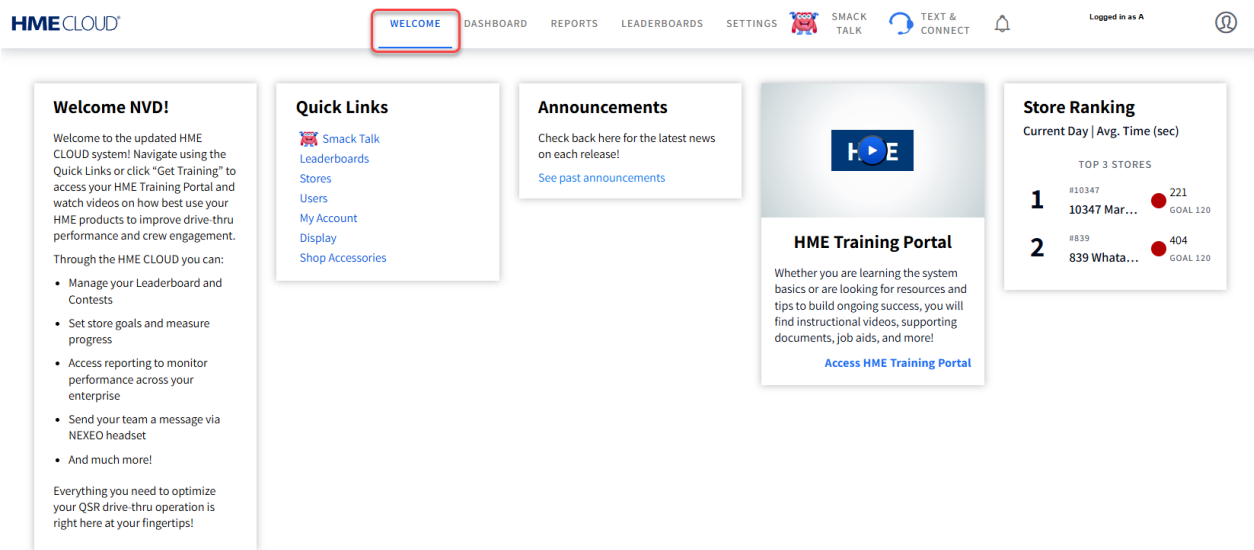 HME CLOUD®
WELCOME
DASHBOARD
REPORTS
LEADERBOARDS
SETTINGS
SMACK
TALK
TEXT &
CONNECT
Logged in as A
Welcome NVD!
Welcome to the updated HME
CLOUD system! Navigate using the
Quick Links or click “Get Training” to
access your HME Training Portal and
watch videos on how best use your
HME products to improve drive-thru
performance and crew engagement.
Through the HME CLOUD you can:
• Manage your Leaderboard and
Contests
• Set store goals and measure
progress
• Access reporting to monitor
performance across your
enterprise
• Send your team a message via
NEXEO headset
• And much more!
Everything you need to optimize
your QSR drive-thru operation is
right here at your fingertips!
Quick Links
Smack Talk
Leaderboards
Stores
Users
My Account
Display
Shop Accessories
Announcements
Check back here for the latest news
on each release!
See past announcements
HME
HME Training Portal
Whether you are learning the system
basics or are looking for resources and
tips to build ongoing success, you will
find instructional videos, supporting
documents, job aids, and more!
Access HME Training Portal
Store Ranking
Current Day | Avg. Time (sec)
TOP 3 STORES
1
#10347
10347 Mar...
221
GOAL 120
2
#839
839 Whata...
404
GOAL 120